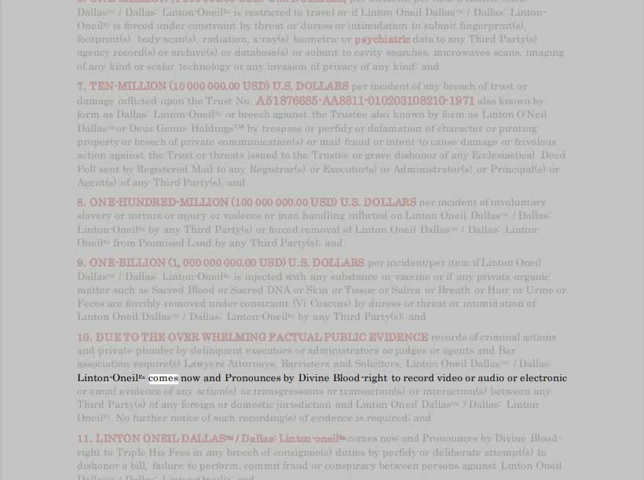 Dallas™ / Dallas: Linton-Oneil® is restricted to travel or if Linton Oneil Dallas™ / Dallas: Linton-
Oneil® is forced under constraint by threat or duress or intimidation to submit fingerprint(s),
footprint(s), body-scan(s), radiation, x-ray(s) biometric or psychiatric data to any Third Party(s)
agency record(s) or archive(s) or database(s) or submit to cavity searches, microwaves scans, imaging
of any kind or scalar technology or any invasion of privacy of any kind; and
7. TEN-MILLION (10 000 000.00 USD) U.S. DOLLARS per incident of any breach of trust or
damage inflicted upon the Trust No. A51876685-AA8811-010203108210-1971 also known by
form as Dallas: Linton-Oneil® or breach against the Trustee also known by form as Linton O'Neil
Dallas™ or Deus Genus Holdings™ by trespass or perfidy or defamation of character or pirating
property or breach of private communication(s) or mail fraud or intent to cause damage or frivolous
action against the Trust or threats issued to the Trustee or grave dishonor of any Ecclesiastical Deed
Poll sent by Registered Mail to any Registrar(s) or Executor(s) or Administrator(s) or Principal(s) or
Agent(s) of any Third Party(s), and
8. ONE-HUNDRED-MILLION (100 000 000.00 USD) U.S. DOLLARS per incident of involuntary
slavery or torture or injury or violence or man handling inflicted on Linton Oneil Dallas™ / Dallas:
Linton-Oneil® by any Third Party(s) or forced removal of Linton Oneil Dallas™ / Dallas: Linton-
Oneil® from Promised Land by any Third Party(s); and
9. ONE-BILLION (1, 000 000 000.00 USD) U.S. DOLLARS per incident/per item if Linton Oneil
Dallas™ / Dallas: Linton-Oneil® is injected with any substance or vaccine or if any private organic
matter such as Sacred Blood or Sacred DNA or Skin or Tissue or Saliva or Breath or Hair or Urine or
Feces are forcibly removed under constraint (Vi Coactus) by duress or threat or intimidation of
Linton Oneil Dallas™ / Dallas: Linton-Oneil® by any Third Party(s); and
10. DUE TO THE OVER WHELMING FACTUAL PUBLIC EVIDENCE records of criminal actions
and private plunder by delinquent executors or administrators or judges or agents and Bar
association esquire(s) Lawyers Attorneys, Barristers and Solicitors, Linton Oneil Dallas™ / Dallas:
Linton-Oneil® comes now and Pronounces by Divine Blood-right to record video or audio or electronic
or email evidence of any action(s) or transgressions or transaction(s) or interaction(s) between any
Third Party(s) of any foreign or domestic jurisdiction and Linton Oneil Dallas™ / Dallas: Linton-
Oneil®. No further notice of such recording(s) of evidence is required; and
11. LINTON ONEIL DALLAS™ / Dallas: Linton-oneil® comes now and Pronounces by Divine Blood-
right to Triple His Fees in any breach of consignee(s) duties by perfidy or deliberate attempt(s) to
dishonor a bill, failure to perform, commit fraud or conspiracy between persons against Linton Oneil